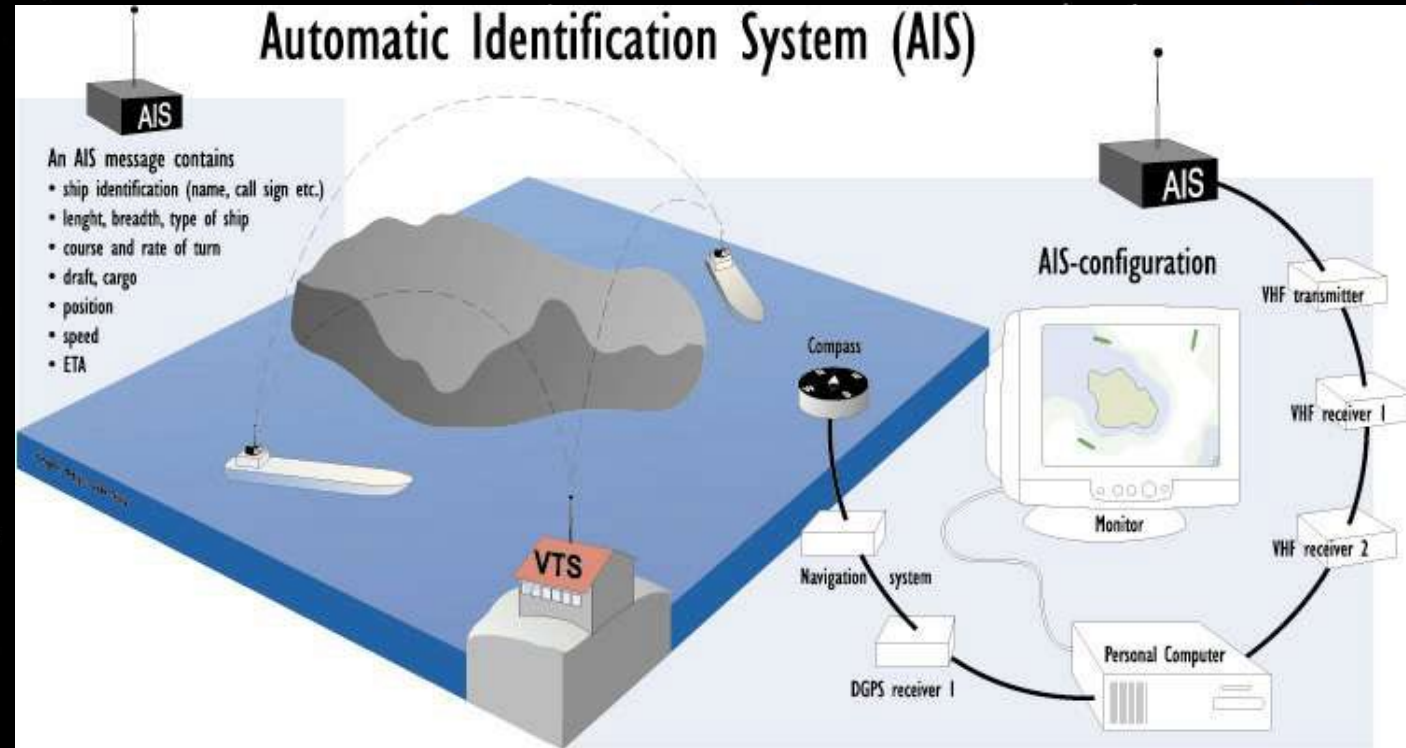 Automatic Identification System (AIS)
AIS
An AIS message contains
• ship identification (name, call sign etc.)
• lenght, breadth, type of ship
• course and rate of turn
• draft, cargo
• position
• speed
• ETA
VTS
AIS
AIS-configuration
VHF transmitter
Compass
VHF receiver 1
Monitor
VHF receiver 2
Navigation system
Personal Computer
DGPS receiver 1